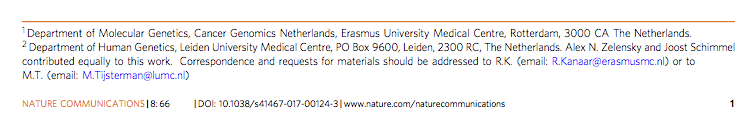 1 Department of Molecular Genetics, Cancer Genomics Netherlands, Erasmus University Medical Centre, Rotterdam, 3000 CA The Netherlands.
2 Department of Human Genetics, Leiden University Medical Centre, PO Box 9600, Leiden, 2300 RC, The Netherlands. Alex N. Zelensky and Joost Schimmel
contributed equally to this work. Correspondence and requests for materials should be addressed to R.K. (email: R.Kanaar@erasmusmc.nl) or to
M.T. (email: M.Tijsterman@lumc.nl)
NATURE COMMUNICATIONS | 8: 66 | DOI: 10.1038/s41467-017-00124-3 | www.nature.com/naturecommunications 1